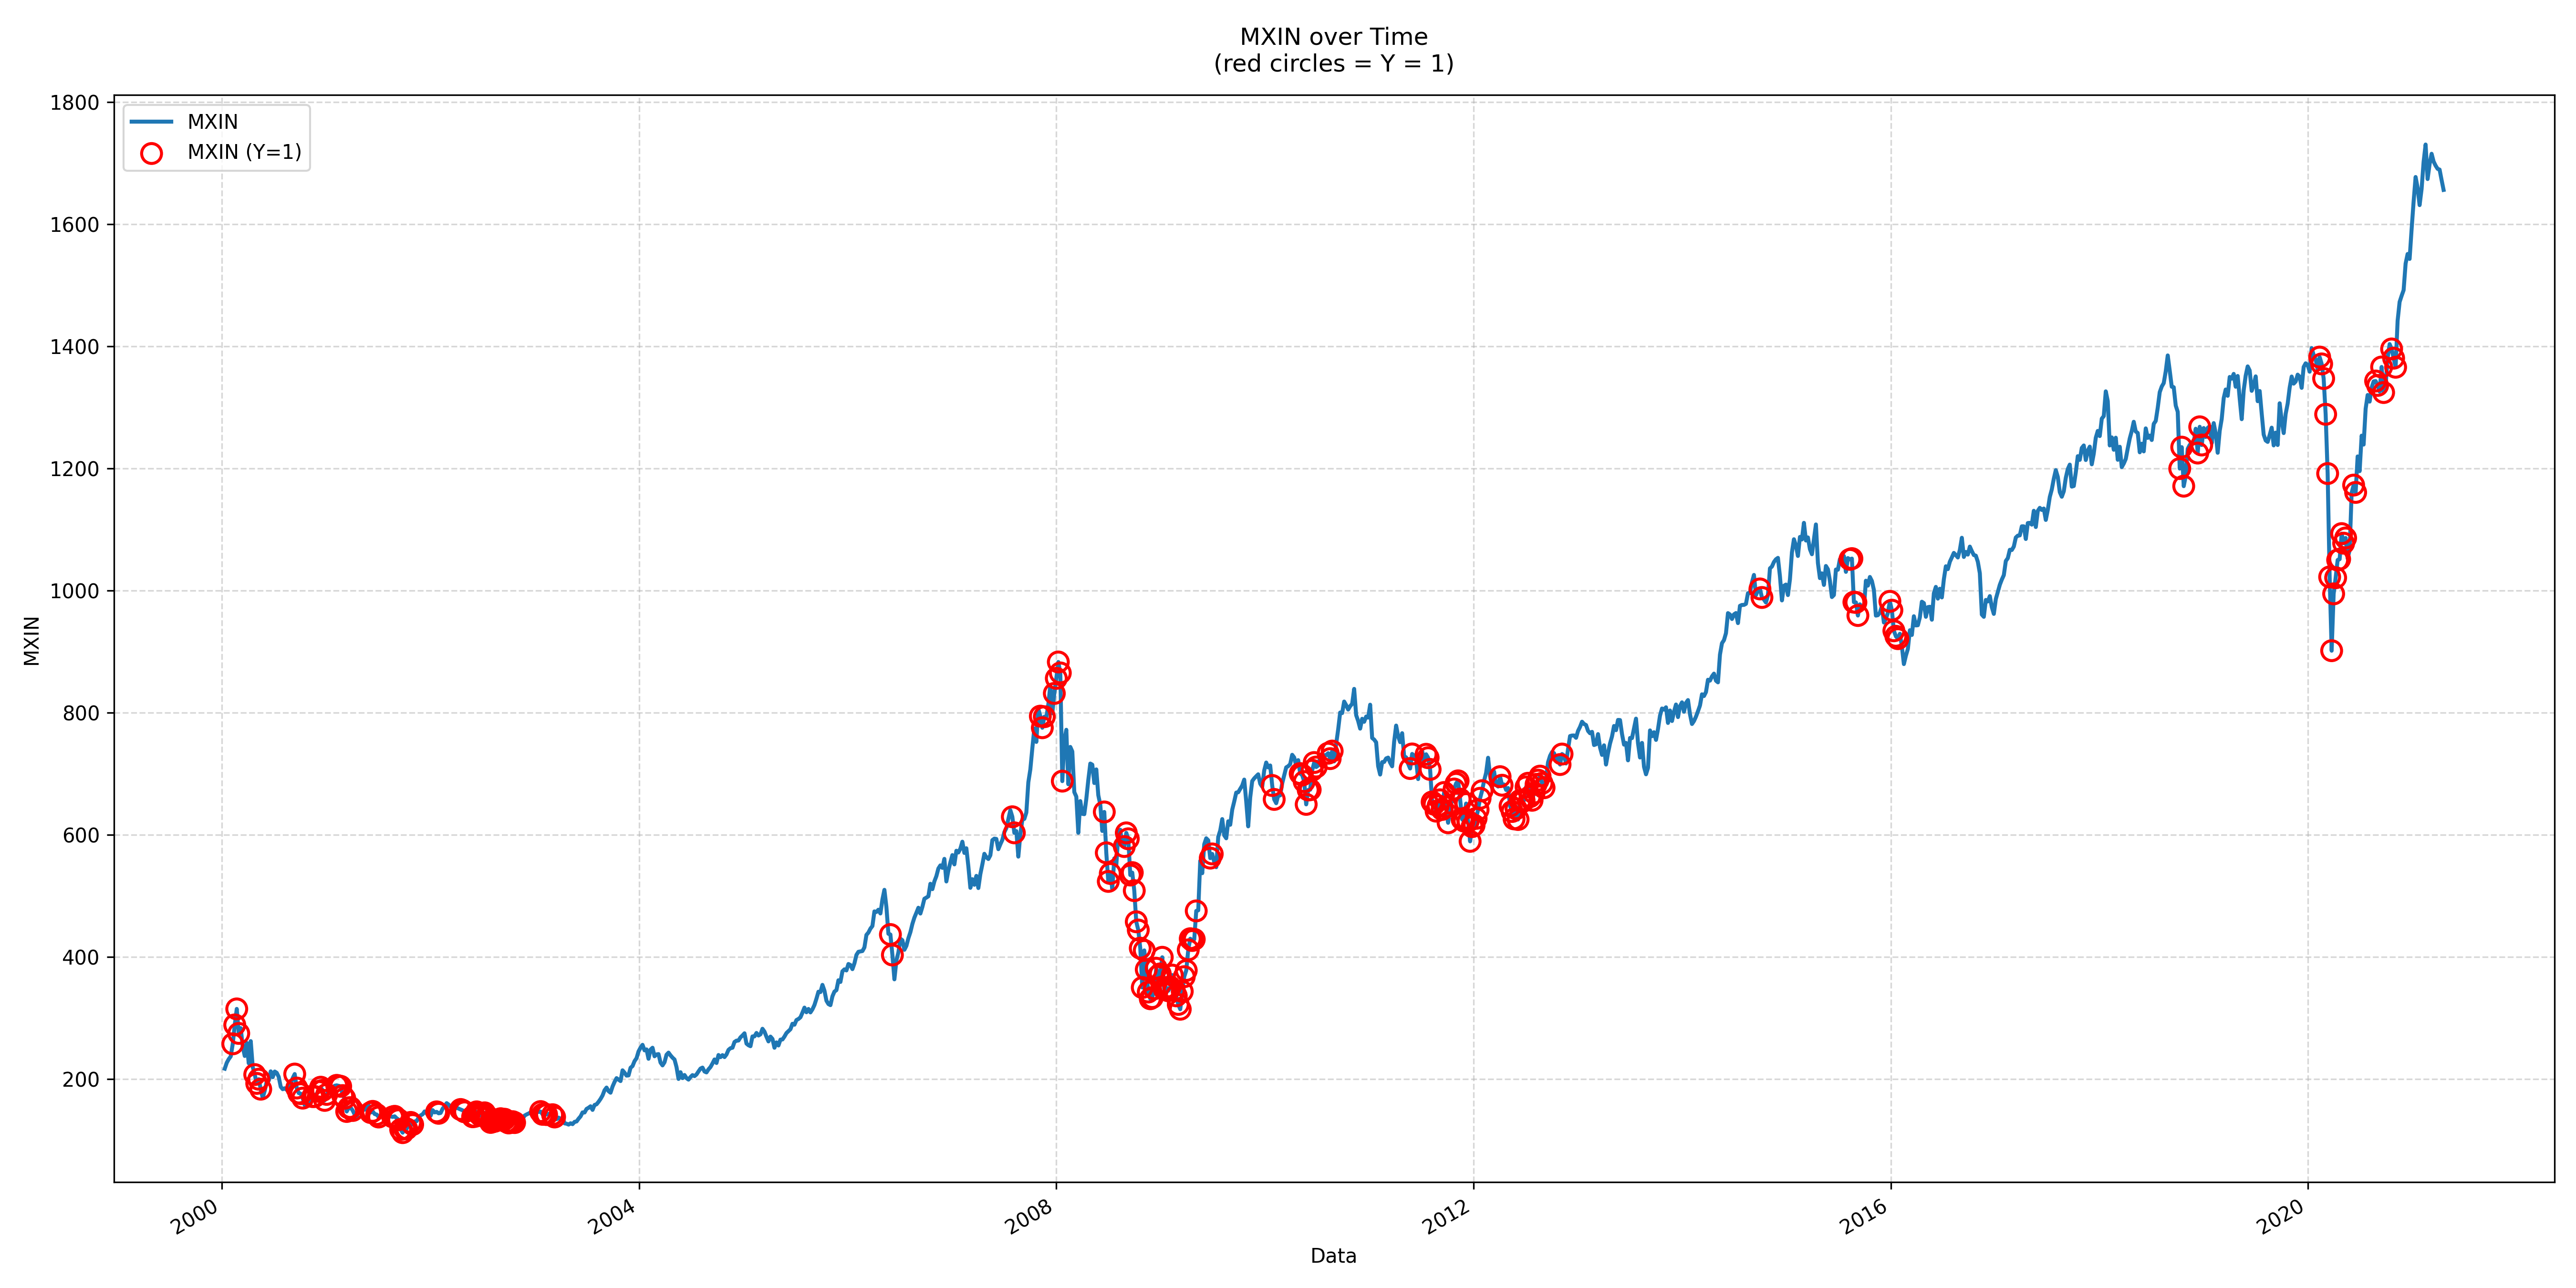 MXIN over Time
(red circles = Y = 1)
MXIN
MXIN (Y=1)
1800
1600
1400
1200
1000
800
600
400
200
MXIN
2000
2004
2008
2012
2016
2020
Data